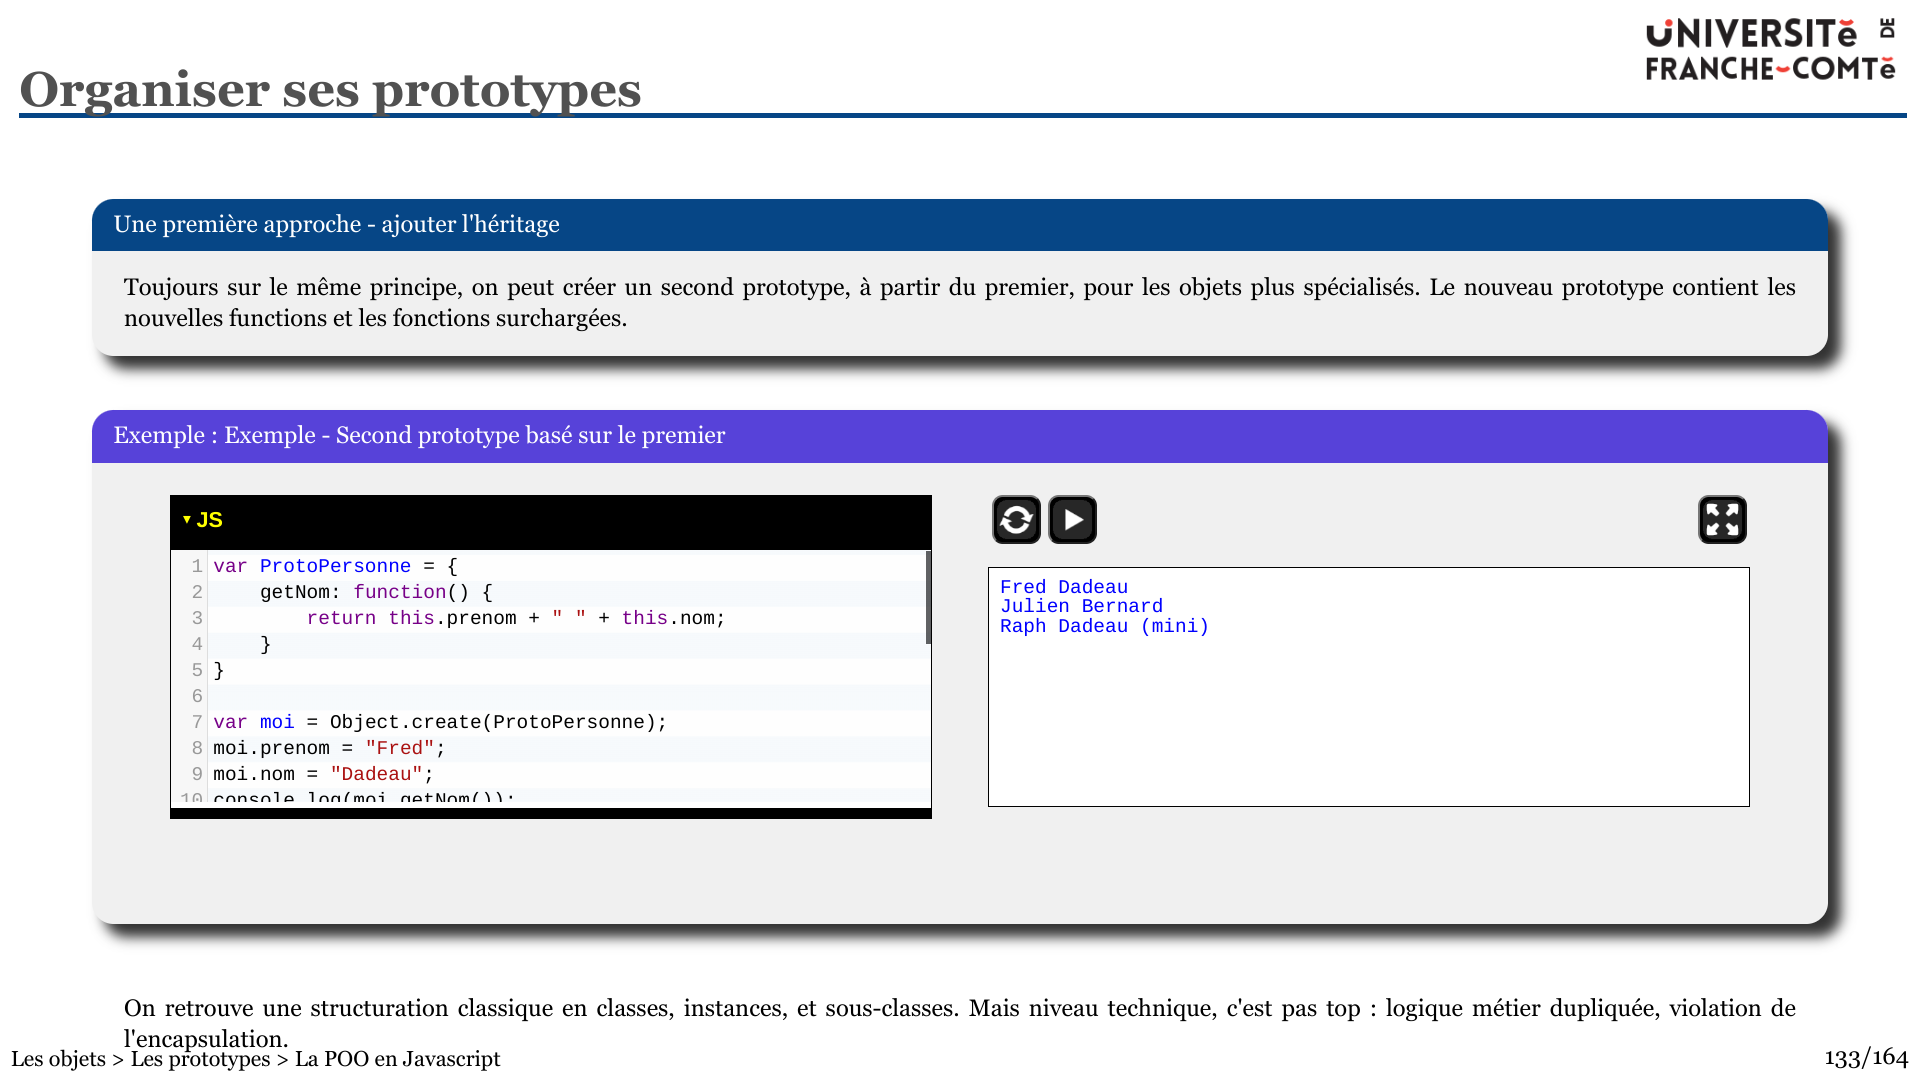 UNIVERSITĕ DE
FRANCHE-COMTĕ
Organiser ses prototypes
Une première approche - ajouter l'héritage
Toujours sur le même principe, on peut créer un second prototype, à partir du premier, pour les objets plus spécialisés. Le nouveau prototype contient les
nouvelles functions et les fonctions surchargées.
Exemple : Exemple - Second prototype basé sur le premier
▾ JS
1 var ProtoPersonne = {
2     getNom: function() {
3         return this.prenom + " " + this.nom;
4     }
5 }
6
7 var moi = Object.create(ProtoPersonne);
8 moi.prenom = "Fred";
9 moi.nom = "Dadeau";
10 console.log(moi.getNom());
Fred Dadeau
Julien Bernard
Raph Dadeau (mini)
On retrouve une structuration classique en classes, instances, et sous-classes. Mais niveau technique, c'est pas top : logique métier dupliquée, violation de
l'encapsulation.
Les objets > Les prototypes > La POO en Javascript
133/164